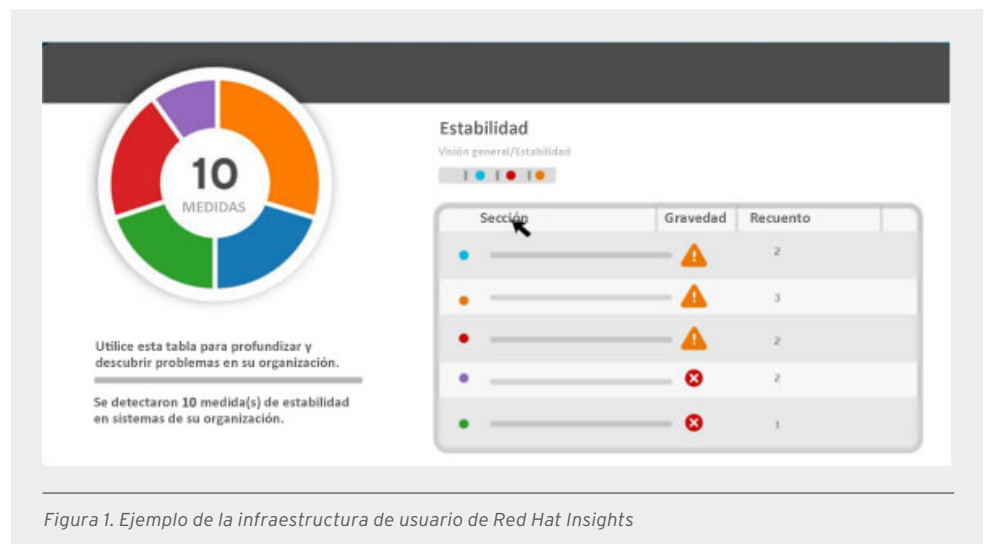 10
MEDIDAS
Utilice esta tabla para profundizar y
descubrir problemas en su organización.
Se detectaron 10 medida(s) de estabilidad
en sistemas de su organización.
Estabilidad
Visión general/Estabilidad
Sección Gravedad Recuento
2
3
2
2
1
Figura 1. Ejemplo de la infraestructura de usuario de Red Hat Insights